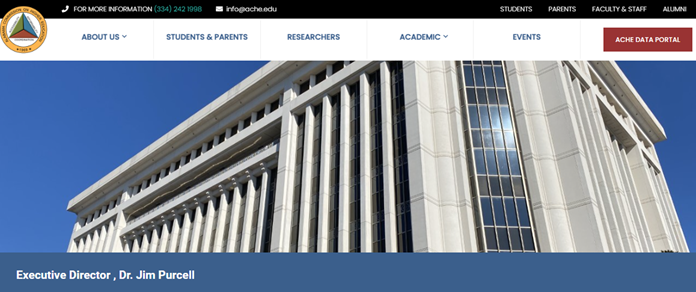 FOR MORE INFORMATION (334) 242 1998 info@ache.edu STUDENTS PARENTS FACULTY & STAFF ALUMNI
ABOUT US STUDENTS & PARENTS RESEARCHERS ACADEMIC EVENTS ACHE DATA PORTAL
Executive Director , Dr. Jim Purcell